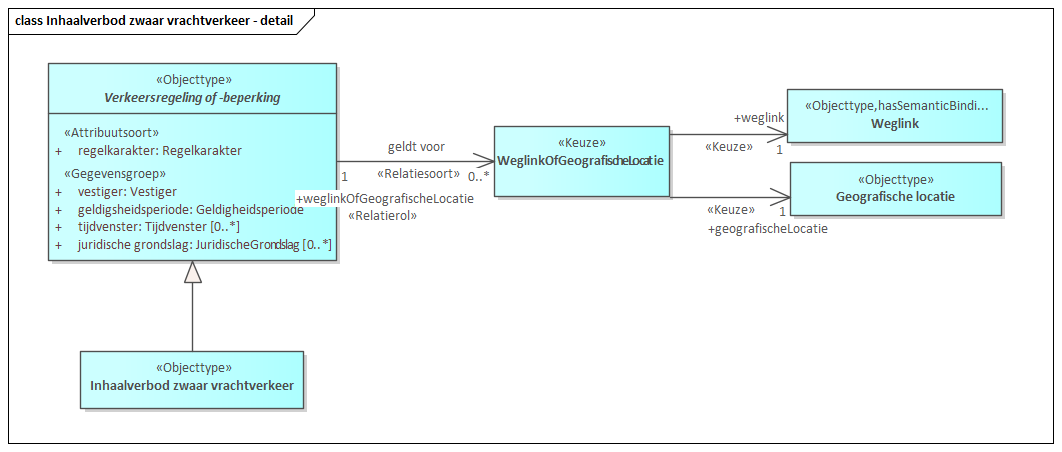 class Inhaalverbod zwaar vrachtverkeer - detail
«Objecttype»
Verkeersregeling of -beperking
«Attribuutsoort»
+ regelkarakter: Regelkarakter
«Gegevensgroep»
+ vestiger: Vestiger
+ geldigsheidsperiode: Geldigheidsperiode
+ tijdvenster: Tijdvenster [0..*]
+ juridische grondslag: JuridischeGrondslag [0..*]
geldt voor
1
«Relatiesoort»
0..*
+weglinkOfGeografischeLocatie
«Relatierol»
«Keuze»
WeglinkOfGeografischeLocatie
+weglink
«Keuze»
1
«Objecttype,hasSemanticBindi...
Weglink
«Keuze»
1
+geografischeLocatie
«Objecttype»
Geografische locatie
«Objecttype»
Inhaalverbod zwaar vrachtverkeer